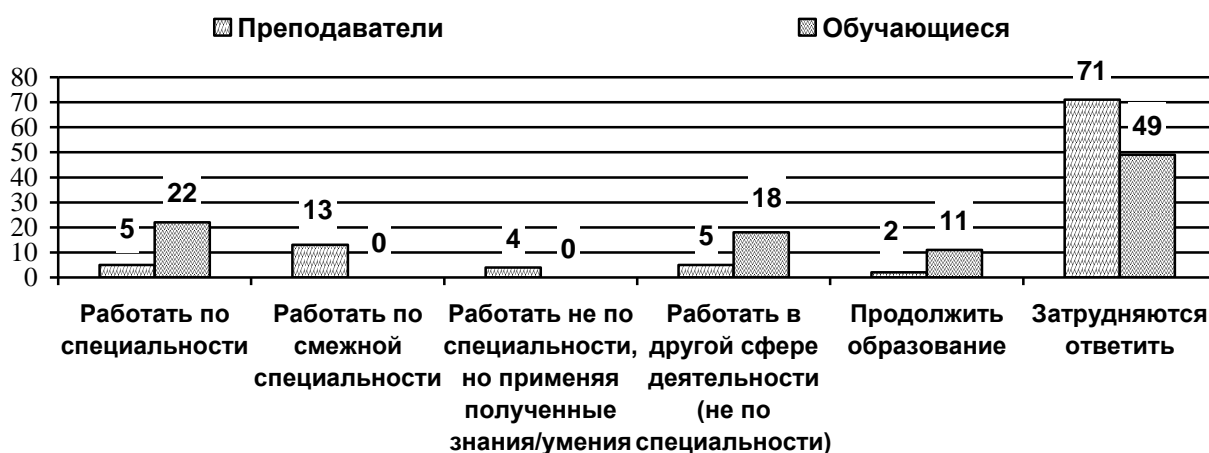 Преподаватели Обучающиеся
80
70
60
50
40
30
20
10
0
5 22 13 0 4 0 5 18 2 11 71 49
Работать по
специальности
Работать по
смежной
специальности
Работать не по
специальности,
но применяя
полученные
знания/умения
Работать в
другой сфере
деятельности
(не по
специальности)
Продолжить
образование
Затрудняются
ответить